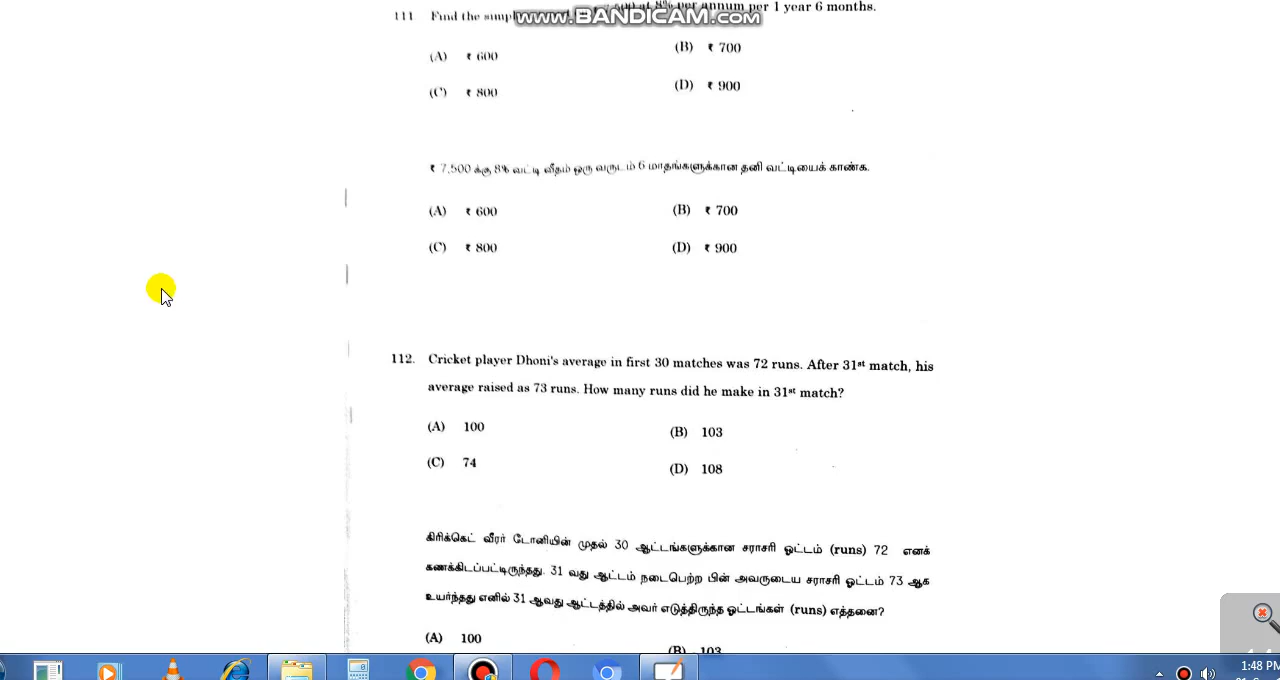 www.BANDICAM.com
111 Find the 8% per annum per 1 year 6 months.
(A) ₹ 600 (B) ₹ 700
(C) ₹ 800 (D) ₹ 900
₹ 7,500 க்கு 8% வட்டி வீதம் ஒரு வருடம் 6 மாதங்களுக்கான தனி வட்டியைக் காண்க.
(A) ₹ 600 (B) ₹ 700
(C) ₹ 800 (D) ₹ 900
112. Cricket player Dhoni's average in first 30 matches was 72 runs. After 31st match, his
average raised as 73 runs. How many runs did he make in 31st match?
(A) 100 (B) 103
(C) 74 (D) 108
கிரிக்கெட் வீரர் டோனியின் முதல் 30 ஆட்டங்களுக்கான சராசரி ஓட்டம் (runs) 72 எனக்
கணக்கிடப்பட்டிருந்தது. 31 வது ஆட்டம் நடைபெற்ற பின் அவருடைய சராசரி ஓட்டம் 73 ஆக
உயர்ந்தது எனில் 31 ஆவது ஆட்டத்தில் அவர் எடுத்திருந்த ஓட்டங்கள் (runs) எத்தனை?
(A) 100 (B) 103
1:48 PM